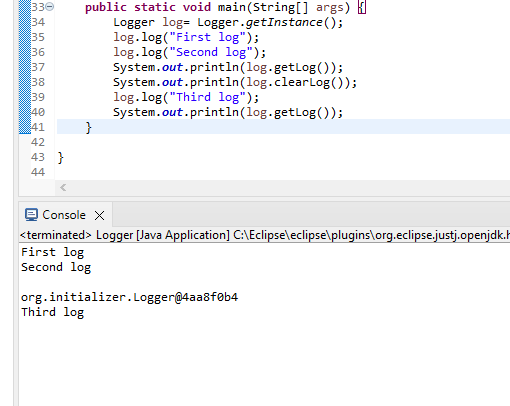 33 public static void main(String[] args) {
34 Logger log= Logger.getInstance();
35 log.log("First log");
36 log.log("Second log");
37 System.out.println(log.getLog());
38 System.out.println(log.clearLog());
39 log.log("Third log");
40 System.out.println(log.getLog());
41 }
42
43 }
44
Console
<terminated> Logger [Java Application] C:\Eclipse\eclipse\plugins\org.eclipse.justj.openjdk.h
First log
Second log
org.initializer.Logger@4aa8f0b4
Third log